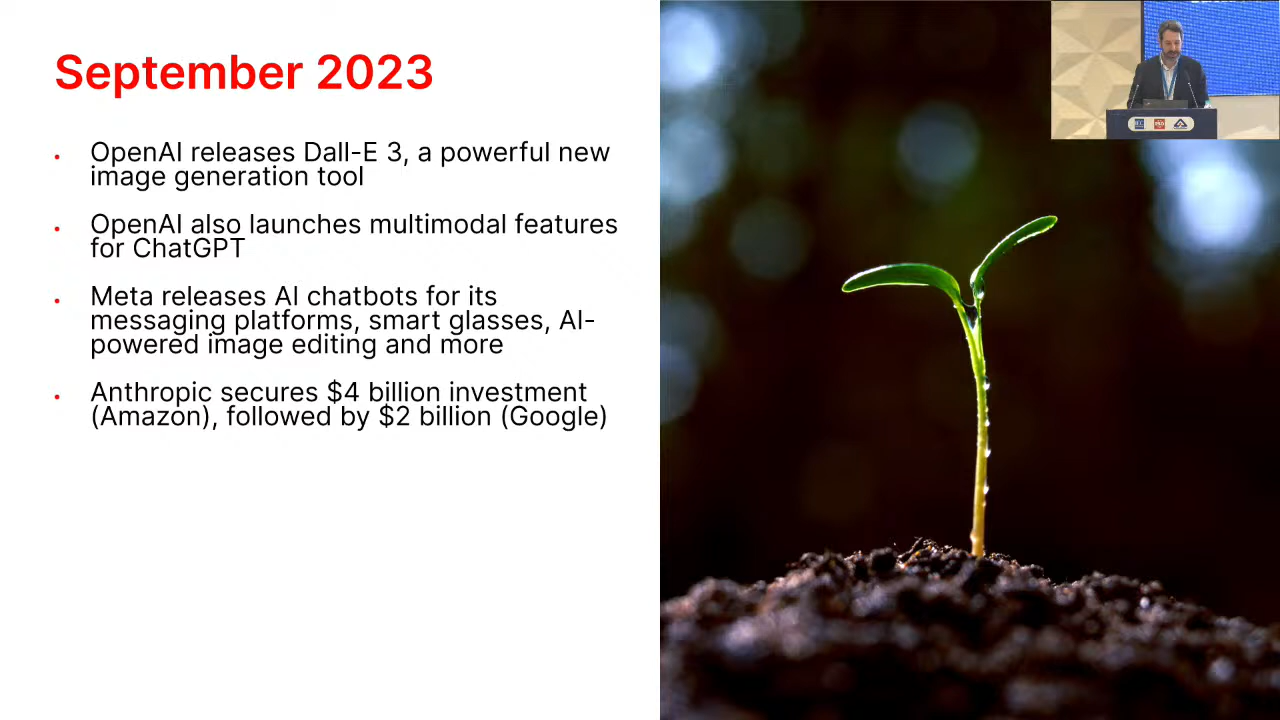 September 2023
• OpenAI releases Dall-E 3, a powerful new
image generation tool
• OpenAI also launches multimodal features
for ChatGPT
• Meta releases AI chatbots for its
messaging platforms, smart glasses, AI-
powered image editing and more
• Anthropic secures $4 billion investment
(Amazon), followed by $2 billion (Google)